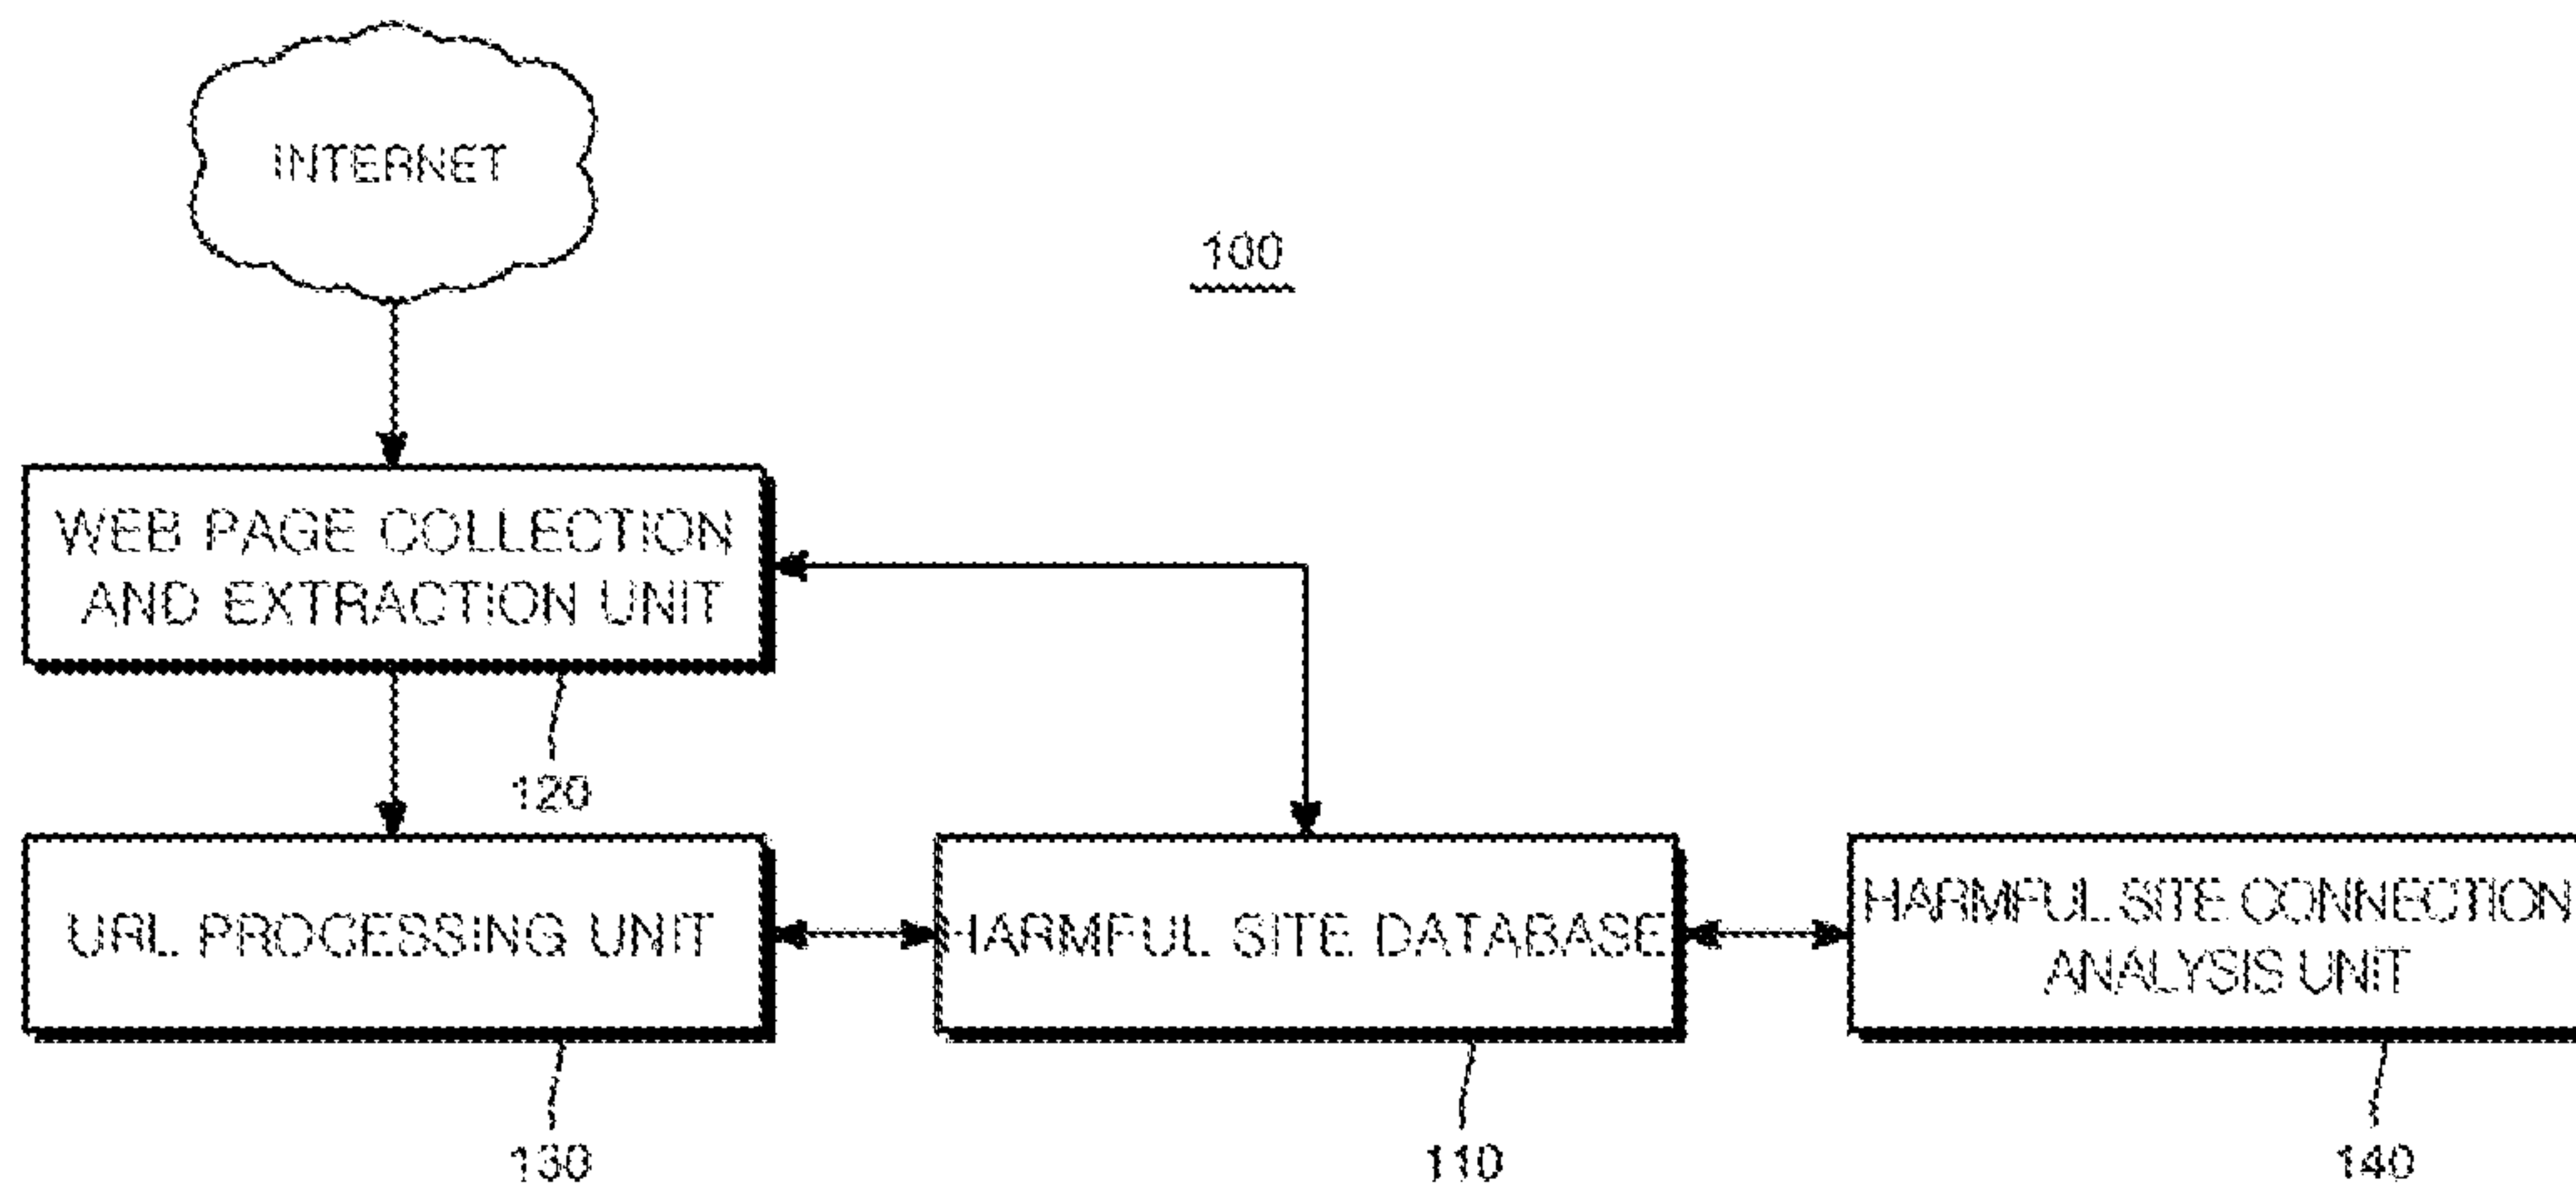 INTERNET
100
WEB PAGE COLLECTION
AND EXTRACTION UNIT
120
URL PROCESSING UNIT
HARMFUL SITE DATABASE
HARMFUL SITE CONNECTION
ANALYSIS UNIT
130
110
140